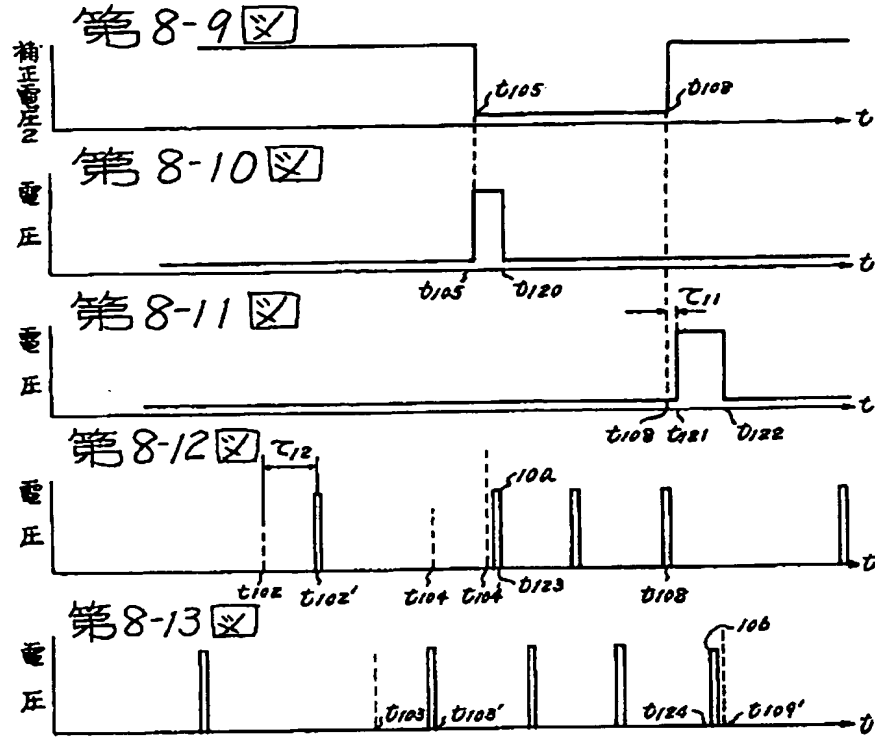 第8-9図
補正電圧2
t105
t108
t
第8-10図
電圧
t105
t120
t
第8-11図
電圧
τ11
t108
t121
t122
t
第8-12図
電圧
τ12
10a
t102
t102'
t104
t104'
t123
t108
t
第8-13図
電圧
10b
t103
t103'
t124
t109'
t